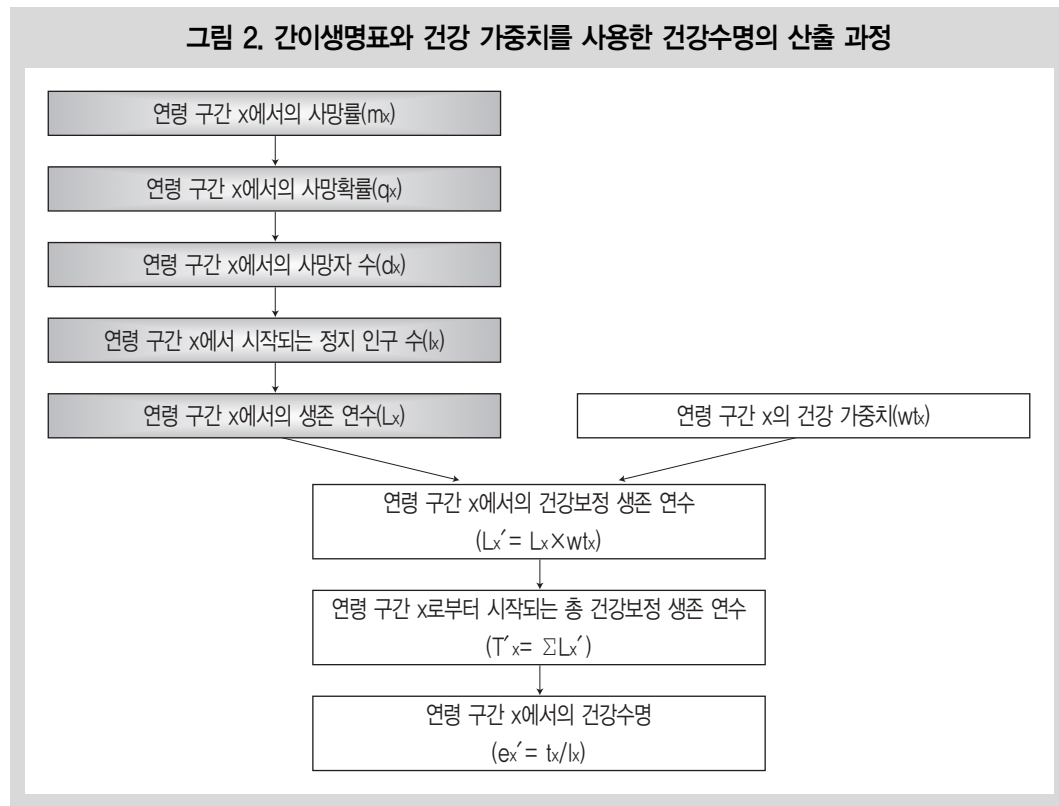 그림 2. 간이생명표와 건강 가중치를 사용한 건강수명의 산출 과정
연령 구간 x에서의 사망률(mx)
연령 구간 x에서의 사망확률(qx)
연령 구간 x에서의 사망자 수(dx)
연령 구간 x에서 시작되는 정지 인구 수(lx)
연령 구간 x에서의 생존 연수(Lx)
연령 구간 x의 건강 가중치(wtx)
연령 구간 x에서의 건강보정 생존 연수
(Lx′= Lx×wtx)
연령 구간 x로부터 시작되는 총 건강보정 생존 연수
(T′x= ΣLx′)
연령 구간 x에서의 건강수명
(ex′= tx/lx)